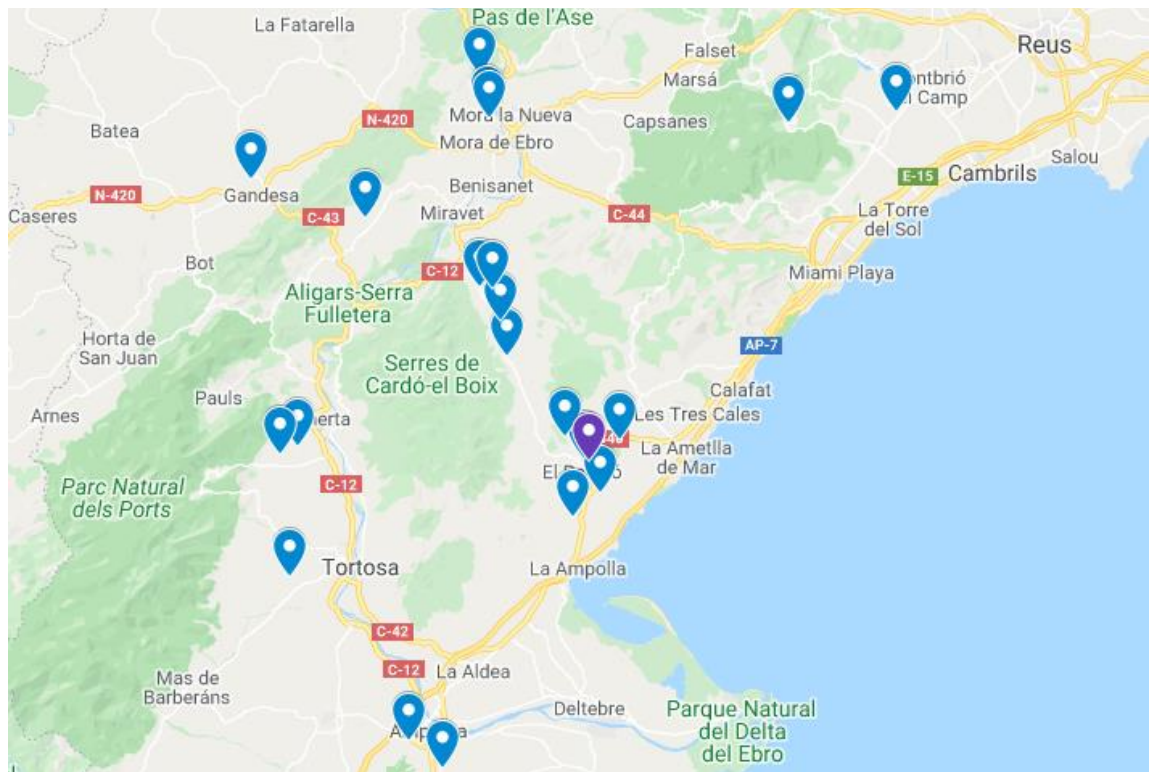 Pas de l'Ase
La Fatarella
Falset
Reus
Marsá
Batea
N-420
Mora la Nueva
Capsanes
Mora de Ebro
Salou
Cambrils
E-15
N-420
Gandesa
Benisanet
Caseres
C-43
Miravet
C-44
La Torre
del Sol
Bot
C-12
Miami Playa
Aligars-Serra
Fulletera
Horta de
San Juan
AP-7
Serres de
Cardó-el Boix
Pauls
Calafat
Arnes
Les Tres Cales
La Ametlla
de Mar
Parc Natural
dels Ports
C-12
Tortosa
La Ampolla
C-42
C-12
La Aldea
Mas de
Barberáns
Deltebre
Parque Natural
del Delta
del Ebro